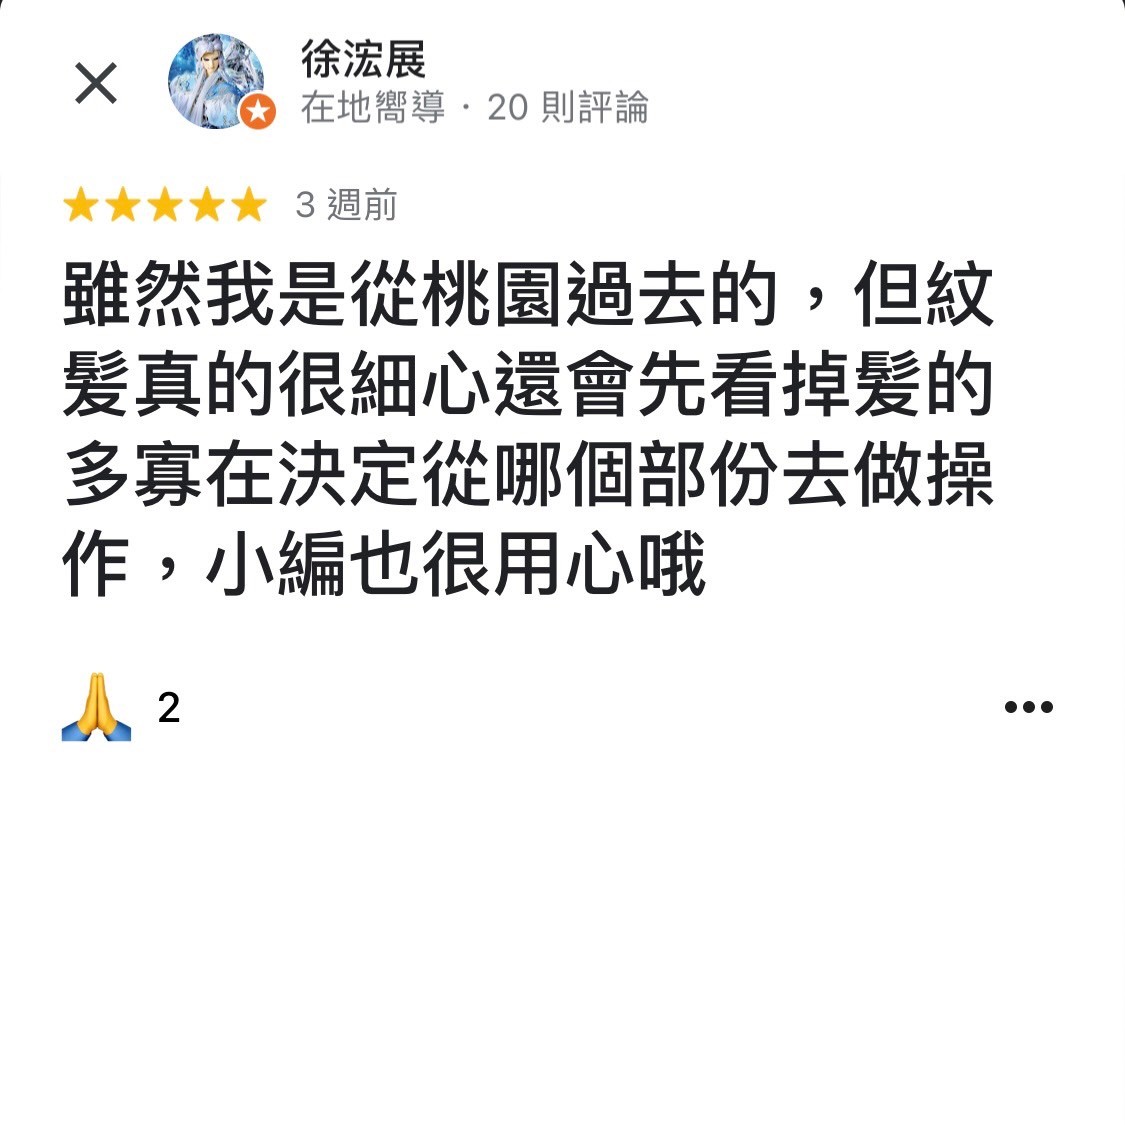 徐浤展
在地嚮導 · 20 則評論
3 週前
雖然我是從桃園過去的，但紋
髮真的很細心還會先看掉髮的
多寡在決定從哪個部份去做操
作，小編也很用心哦
2